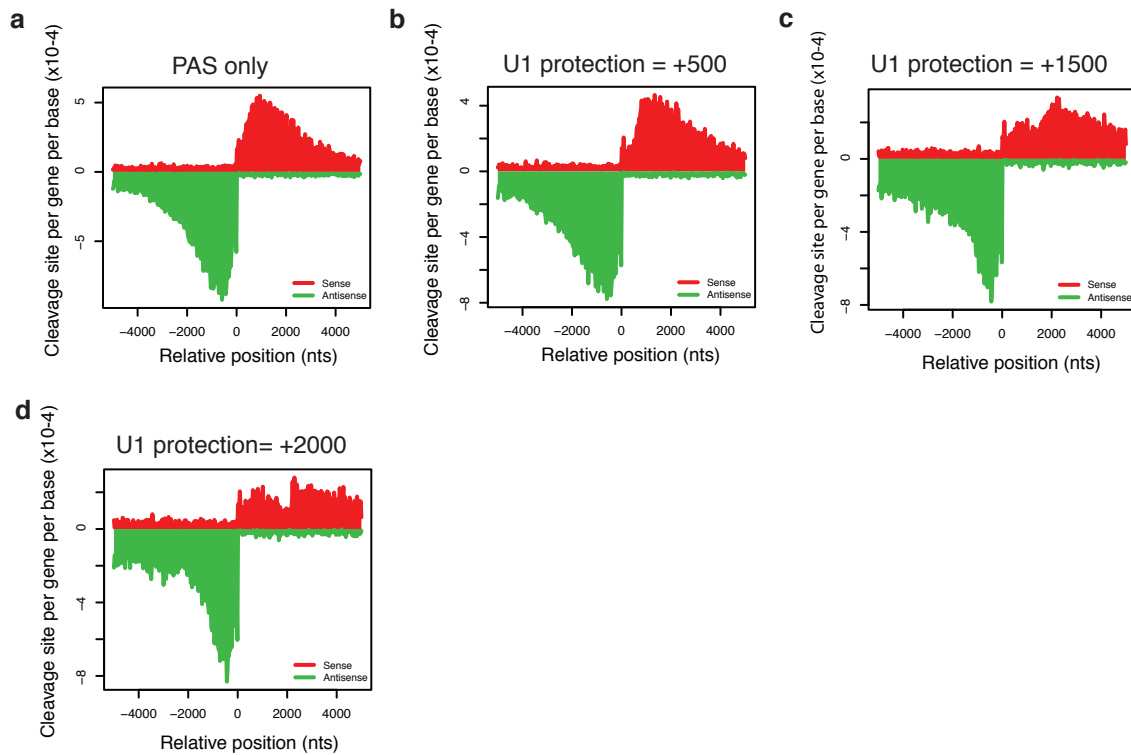 a
PAS only
Cleavage site per gene per base (x10-4)
5
0
−5
−4000 −2000 0 2000 4000
Relative position (nts)
Sense
Antisense
b
U1 protection = +500
Cleavage site per gene per base (x10-4)
4
0
−4
−8
−4000 −2000 0 2000 4000
Relative position (nts)
Sense
Antisense
c
U1 protection = +1500
Cleavage site per gene per base (x10-4)
0
−4
−8
−4000 −2000 0 2000 4000
Relative position (nts)
Sense
Antisense
d
U1 protection= +2000
Cleavage site per gene per base (x10-4)
0
−4
−8
−4000 −2000 0 2000 4000
Relative position (nts)
Sense
Antisense